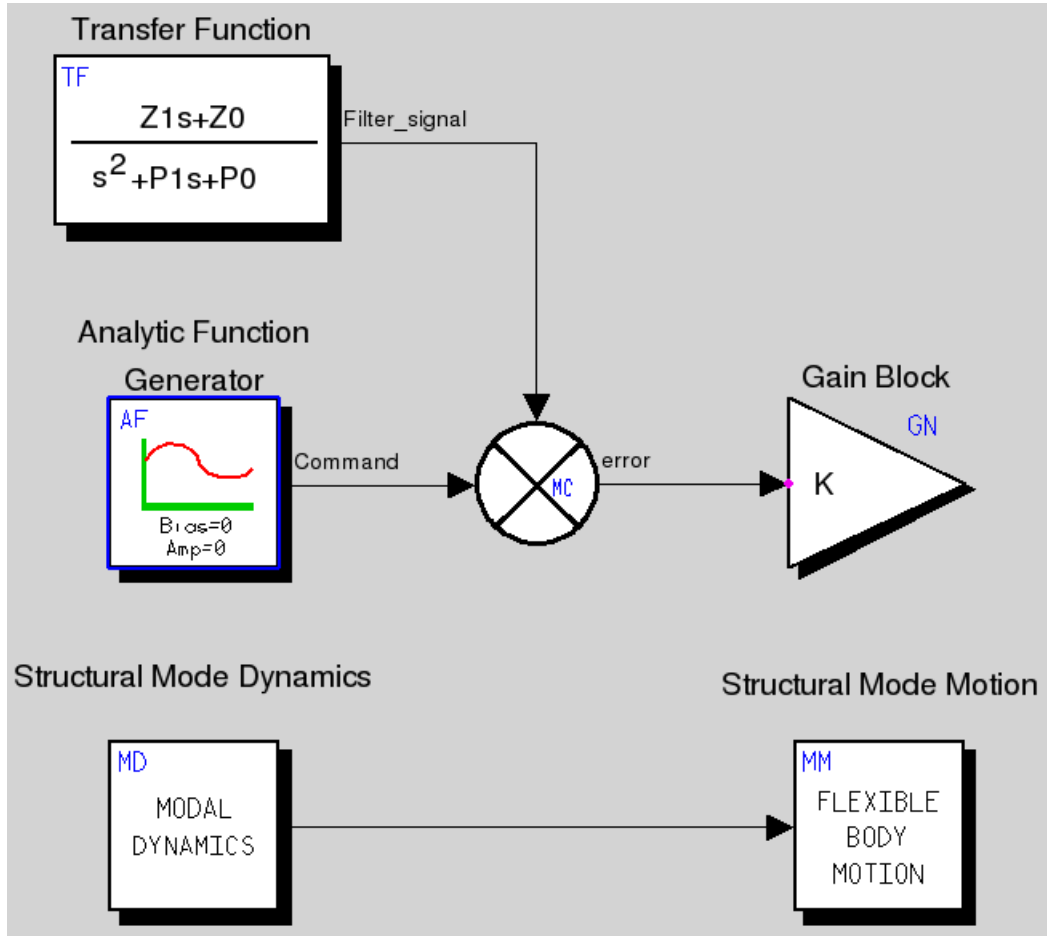 Transfer Function
TF
Z1s+Z0
s2+P1s+P0
Filter_signal
Analytic Function
Generator
AF
Bias=0
Amp=0
Command
MC
error
Gain Block
GN
K
Structural Mode Dynamics
MD
MODAL
DYNAMICS
Structural Mode Motion
MM
FLEXIBLE
BODY
MOTION